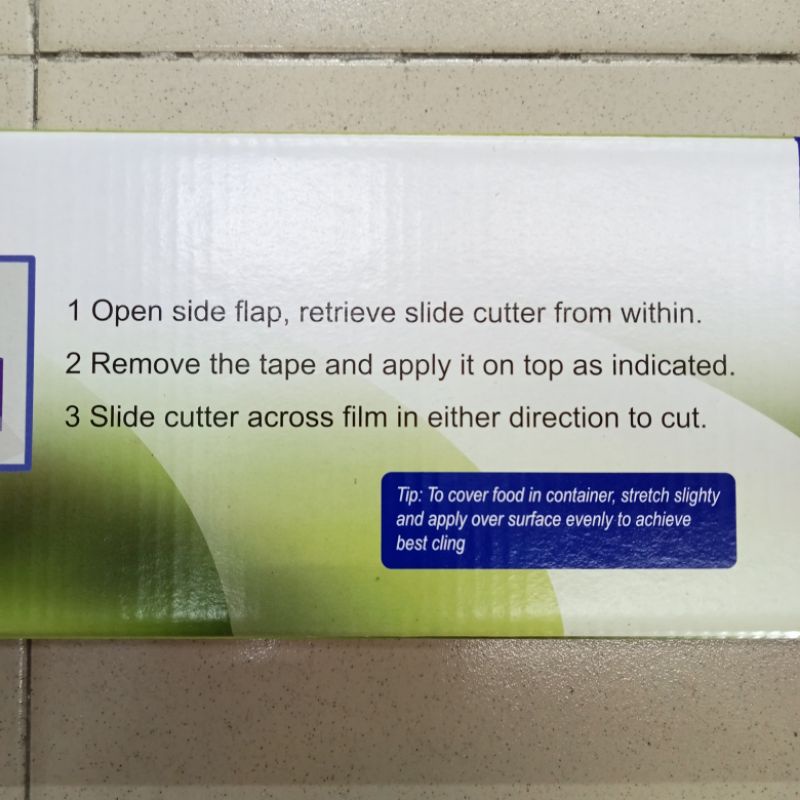 1 Open side flap, retrieve slide cutter from within.
2 Remove the tape and apply it on top as indicated.
3 Slide cutter across film in either direction to cut.
Tip: To cover food in container, stretch slighty
and apply over surface evenly to achieve
best cling